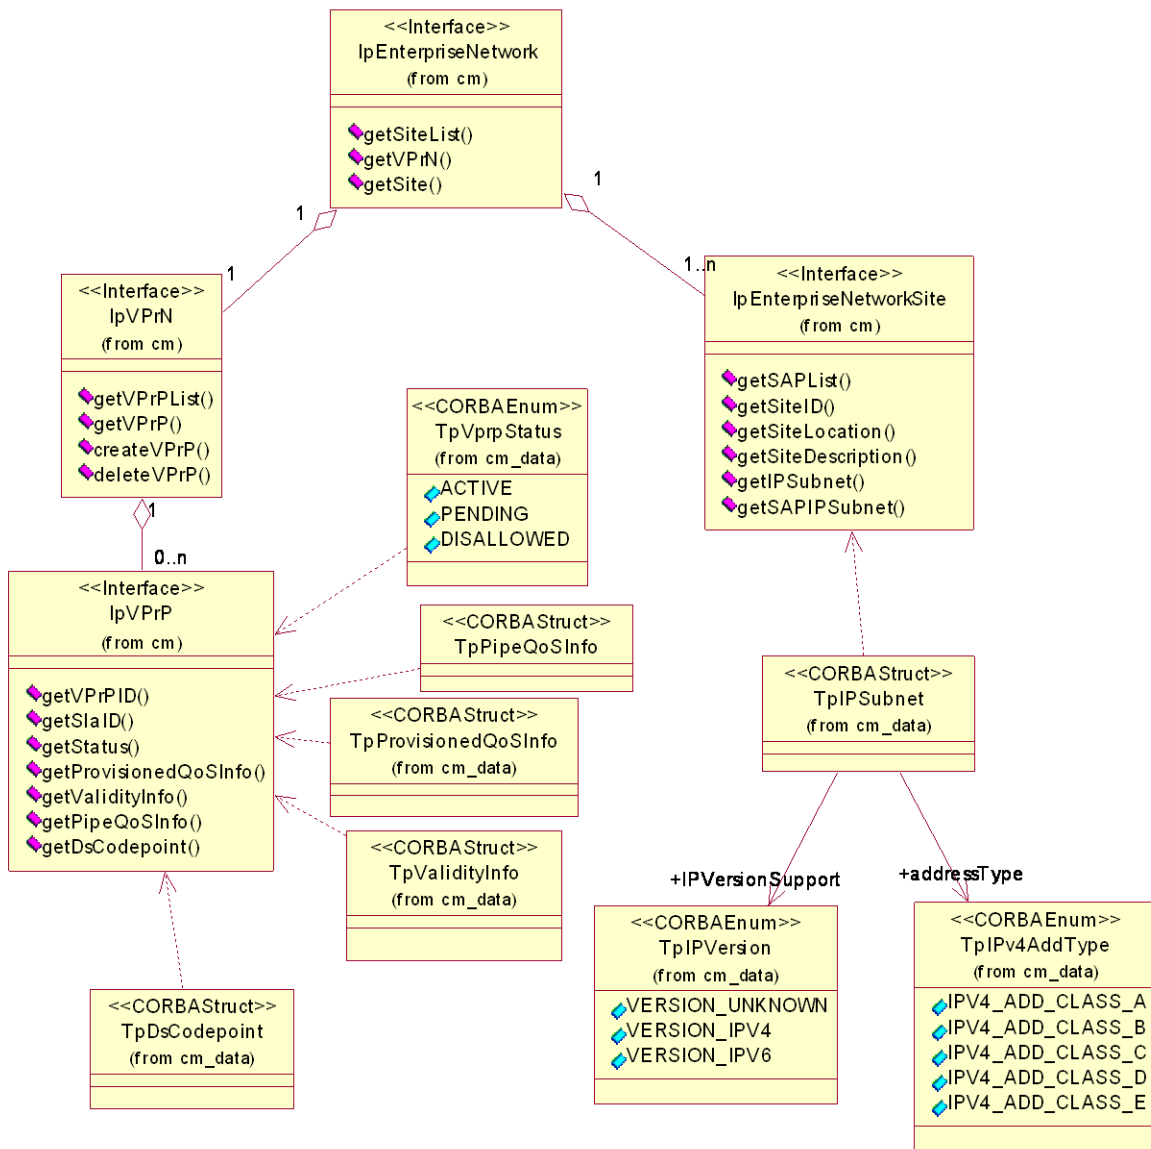 <<Interface>>
IpEnterpriseNetwork
(from cm)
getSiteList()
getVPrN()
getSite()
1
1
1
1..n
<<Interface>>
IpVPrN
(from cm)
getVPrPList()
getVPrP()
createVPrP()
deleteVPrP()
1
0..n
<<Interface>>
IpEnterpriseNetworkSite
(from cm)
getSAPList()
getSiteID()
getSiteLocation()
getSiteDescription()
getIPSubnet()
getSAPIPSubnet()
<<CORBAEnum>>
TpVprpStatus
(from cm_data)
ACTIVE
PENDING
DISALLOWED
<<Interface>>
IpVPrP
(from cm)
getVPrPID()
getSlaID()
getStatus()
getProvisionedQoSInfo()
getValidityInfo()
getPipeQoSInfo()
getDsCodepoint()
<<CORBAStruct>>
TpPipeQoSInfo
<<CORBAStruct>>
TpProvisionedQoSInfo
(from cm_data)
<<CORBAStruct>>
TpValidityInfo
(from cm_data)
<<CORBAStruct>>
TpIPSubnet
(from cm_data)
+IPVersionSupport
+addressType
<<CORBAStruct>>
TpDsCodepoint
(from cm_data)
<<CORBAEnum>>
TpIPVersion
(from cm_data)
VERSION_UNKNOWN
VERSION_IPV4
VERSION_IPV6
<<CORBAEnum>>
TpIPv4AddType
(from cm_data)
IPV4_ADD_CLASS_A
IPV4_ADD_CLASS_B
IPV4_ADD_CLASS_C
IPV4_ADD_CLASS_D
IPV4_ADD_CLASS_E